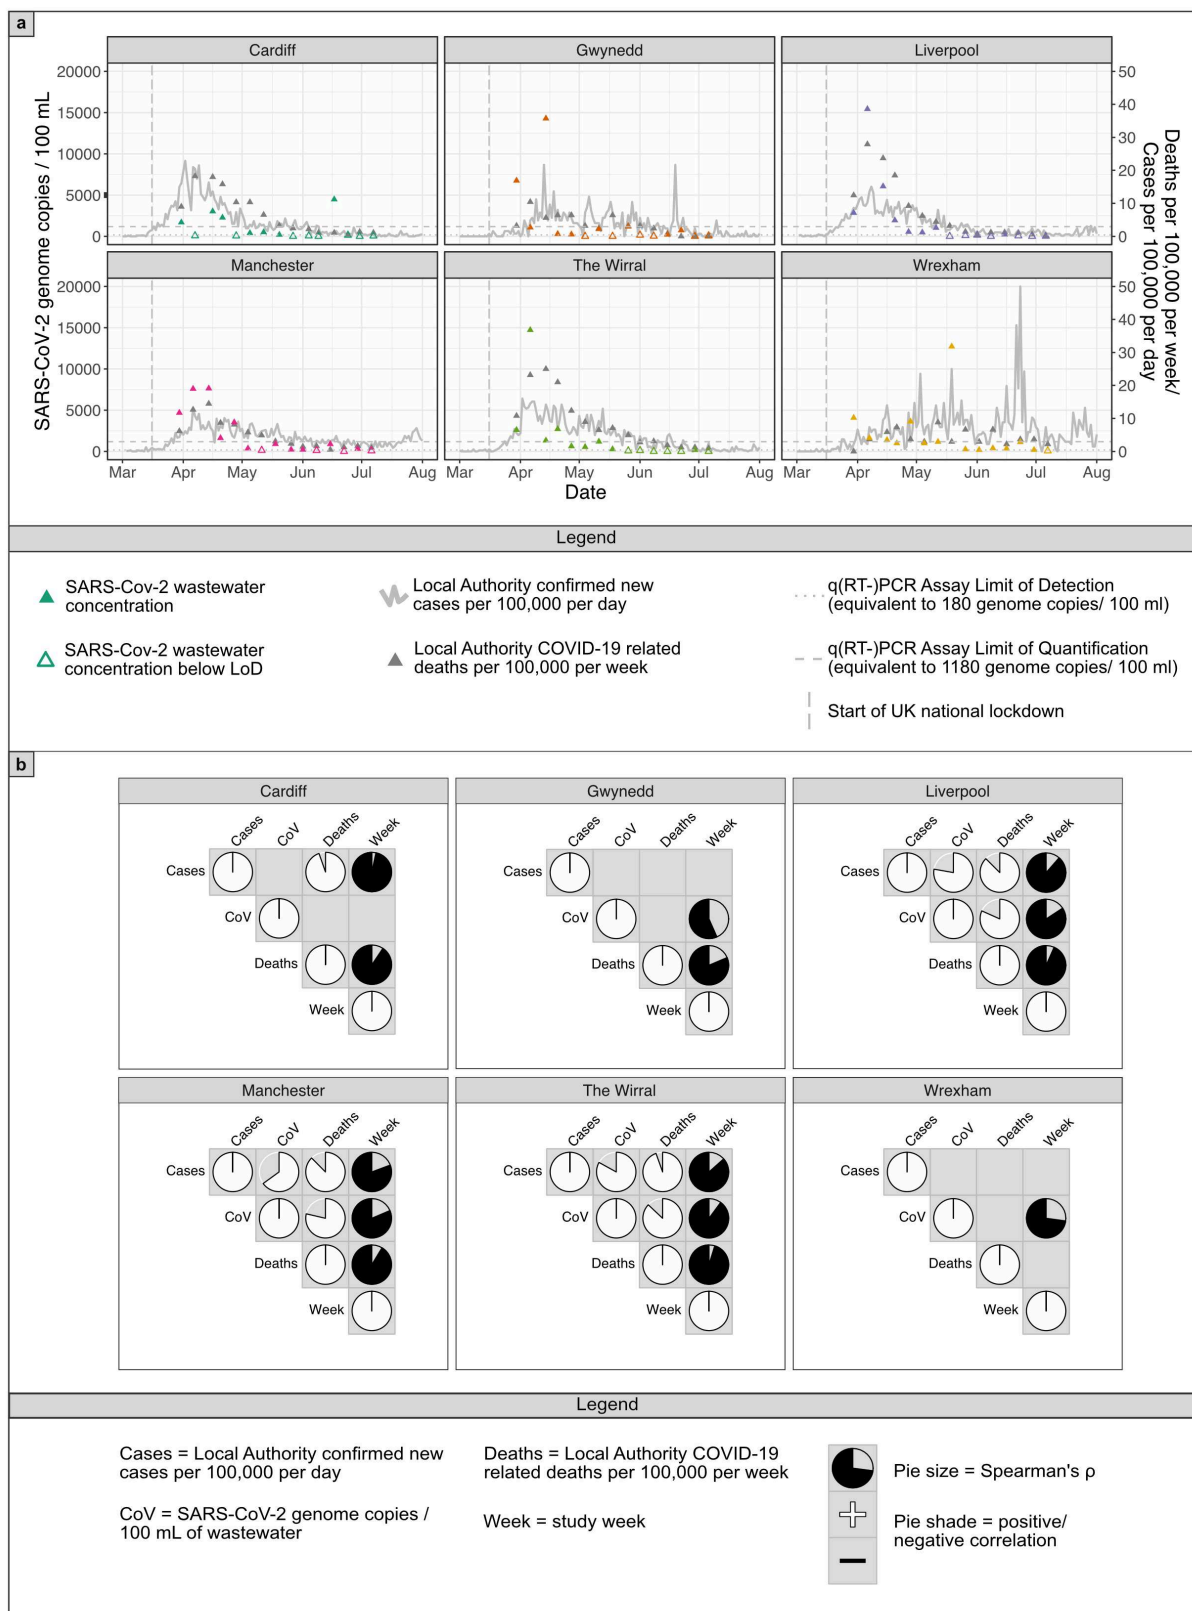 a
Cardiff
Gwynedd
Liverpool
20000
15000
10000
5000
0
50
40
30
20
10
0
Manchester
The Wirral
Wrexham
20000
15000
10000
5000
0
50
40
30
20
10
0
SARS-CoV-2 genome copies / 100 mL
Deaths per 100,000 per week/
Cases per 100,000 per day
Mar Apr May Jun Jul Aug
Mar Apr May Jun Jul Aug
Mar Apr May Jun Jul Aug
Date
Legend
SARS-Cov-2 wastewater
concentration
Local Authority confirmed new
cases per 100,000 per day
q(RT-)PCR Assay Limit of Detection
(equivalent to 180 genome copies/ 100 ml)
SARS-Cov-2 wastewater
concentration below LoD
Local Authority COVID-19 related
deaths per 100,000 per week
q(RT-)PCR Assay Limit of Quantification
(equivalent to 1180 genome copies/ 100 ml)
Start of UK national lockdown
b
Cardiff
Cases CoV Deaths Week
Cases
CoV
Deaths
Week
Gwynedd
Cases CoV Deaths Week
Cases
CoV
Deaths
Week
Liverpool
Cases CoV Deaths Week
Cases
CoV
Deaths
Week
Manchester
Cases CoV Deaths Week
Cases
CoV
Deaths
Week
The Wirral
Cases CoV Deaths Week
Cases
CoV
Deaths
Week
Wrexham
Cases CoV Deaths Week
Cases
CoV
Deaths
Week
Legend
Cases = Local Authority confirmed new
cases per 100,000 per day
CoV = SARS-CoV-2 genome copies /
100 mL of wastewater
Deaths = Local Authority COVID-19
related deaths per 100,000 per week
Week = study week
Pie size = Spearman's ρ
Pie shade = positive/
negative correlation